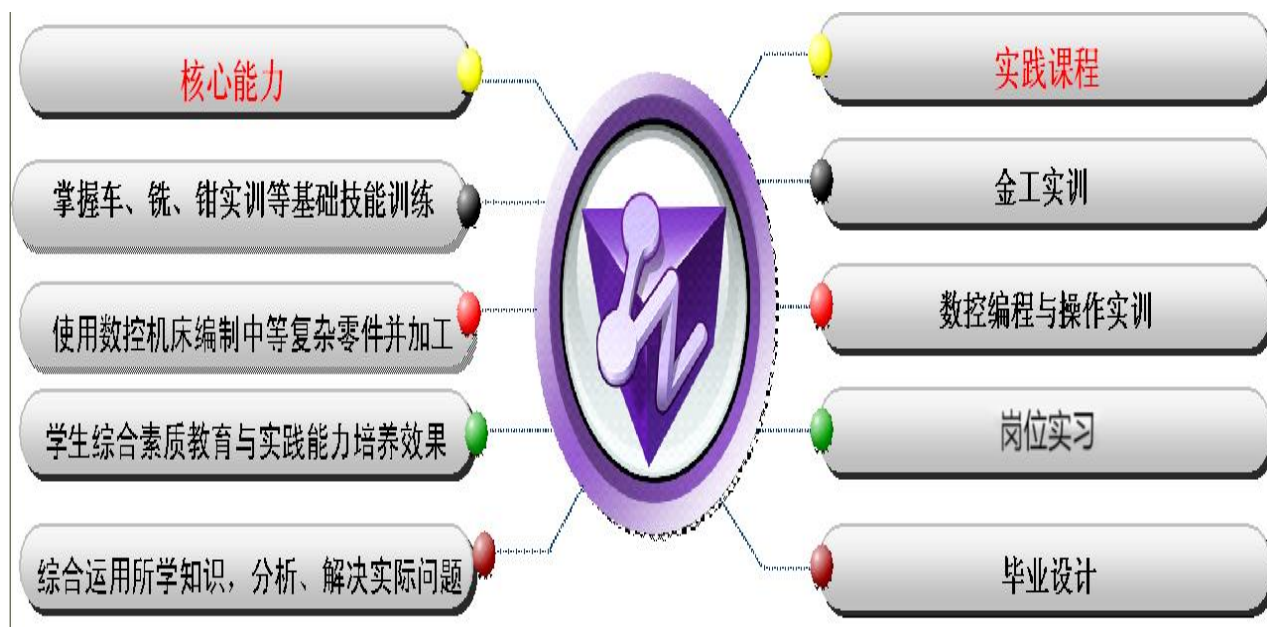 核心能力
实践课程
掌握车、铣、钳实训等基础技能训练
金工实训
使用数控机床编制中等复杂零件并加工
数控编程与操作实训
学生综合素质教育与实践能力培养效果
岗位实习
综合运用所学知识，分析、解决实际问题
毕业设计